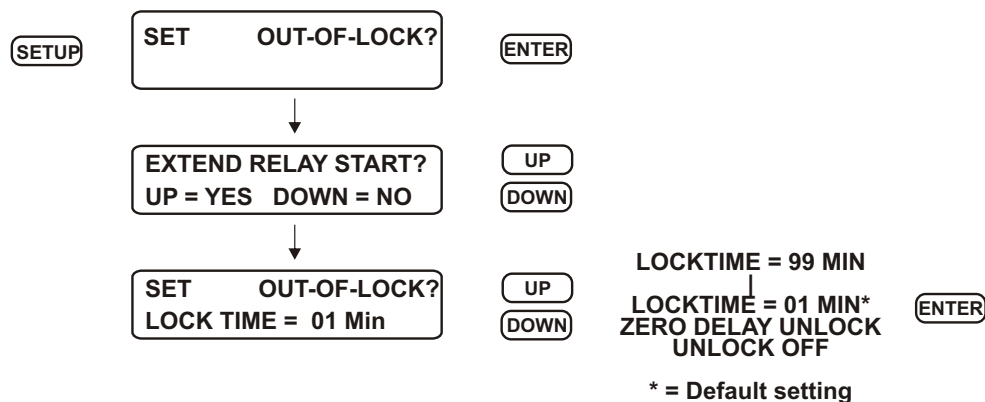 SETUP
SET OUT-OF-LOCK?
ENTER
EXTEND RELAY START?
UP = YES DOWN = NO
UP
DOWN
SET OUT-OF-LOCK?
LOCK TIME = 01 Min
UP
DOWN
LOCKTIME = 99 MIN
LOCKTIME = 01 MIN*
ZERO DELAY UNLOCK
UNLOCK OFF
ENTER
* = Default setting